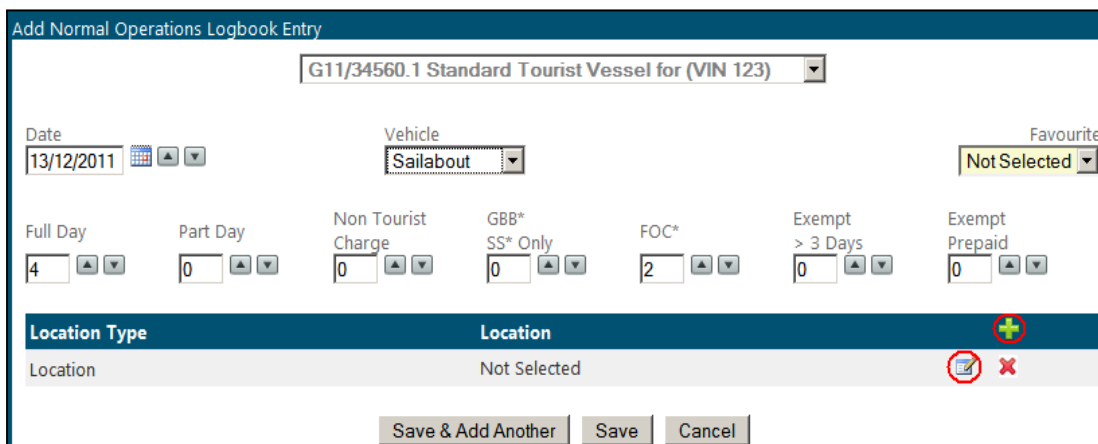 Add Normal Operations Logbook Entry
G11/34560.1 Standard Tourist Vessel for (VIN 123)
Date Vehicle Favourite
13/12/2011 Sailabout Not Selected
Full Day Part Day Non Tourist Charge GBB* SS* Only FOC* Exempt > 3 Days Exempt Prepaid
4 0 0 0 2 0 0
Location Type Location
Location Not Selected
Save & Add Another Save Cancel